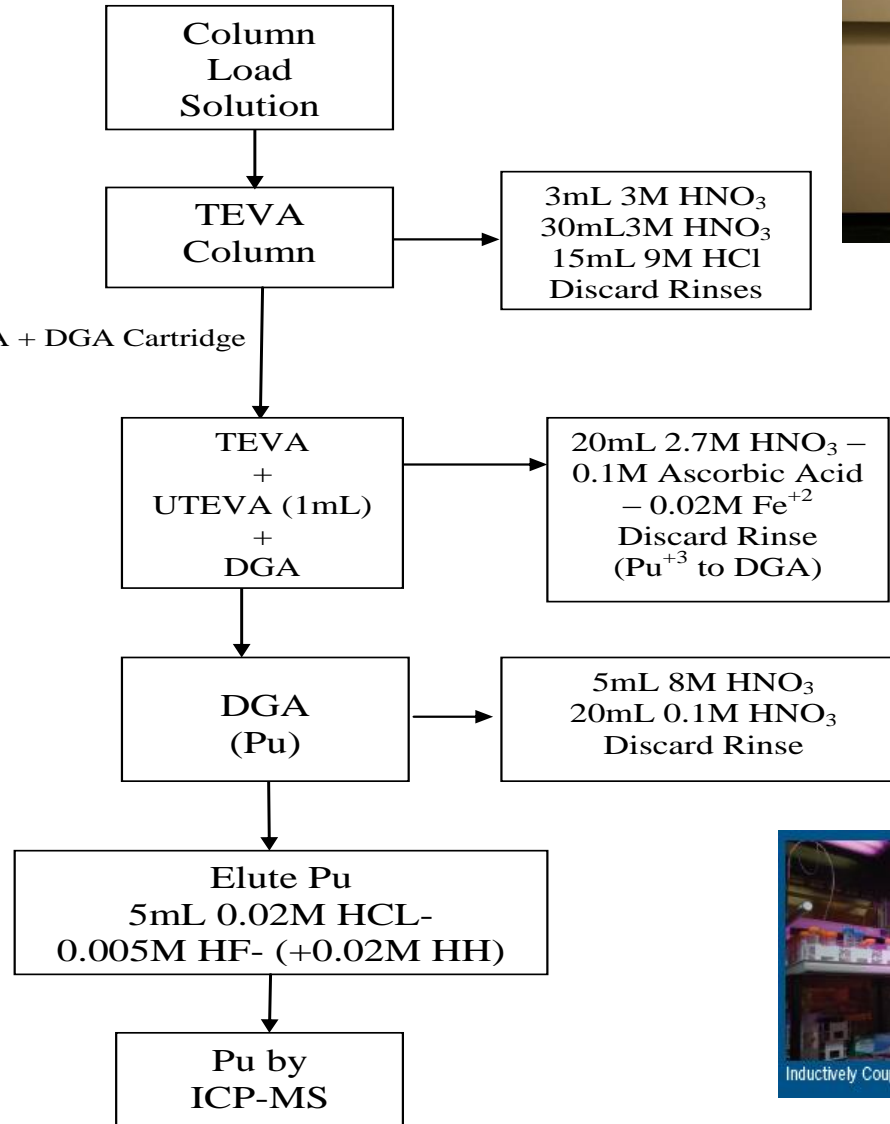 Column
Load
Solution
TEVA
Column
3mL 3M HNO₃
30mL3M HNO₃
15mL 9M HCl
Discard Rinses
+ DGA Cartridge
TEVA
+
UTEVA (1mL)
+
DGA
20mL 2.7M HNO₃ –
0.1M Ascorbic Acid
– 0.02M Fe⁺²
Discard Rinse
(Pu⁺³ to DGA)
DGA
(Pu)
5mL 8M HNO₃
20mL 0.1M HNO₃
Discard Rinse
Elute Pu
5mL 0.02M HCL-
0.005M HF- (+0.02M HH)
Pu by
ICP-MS
Inductively